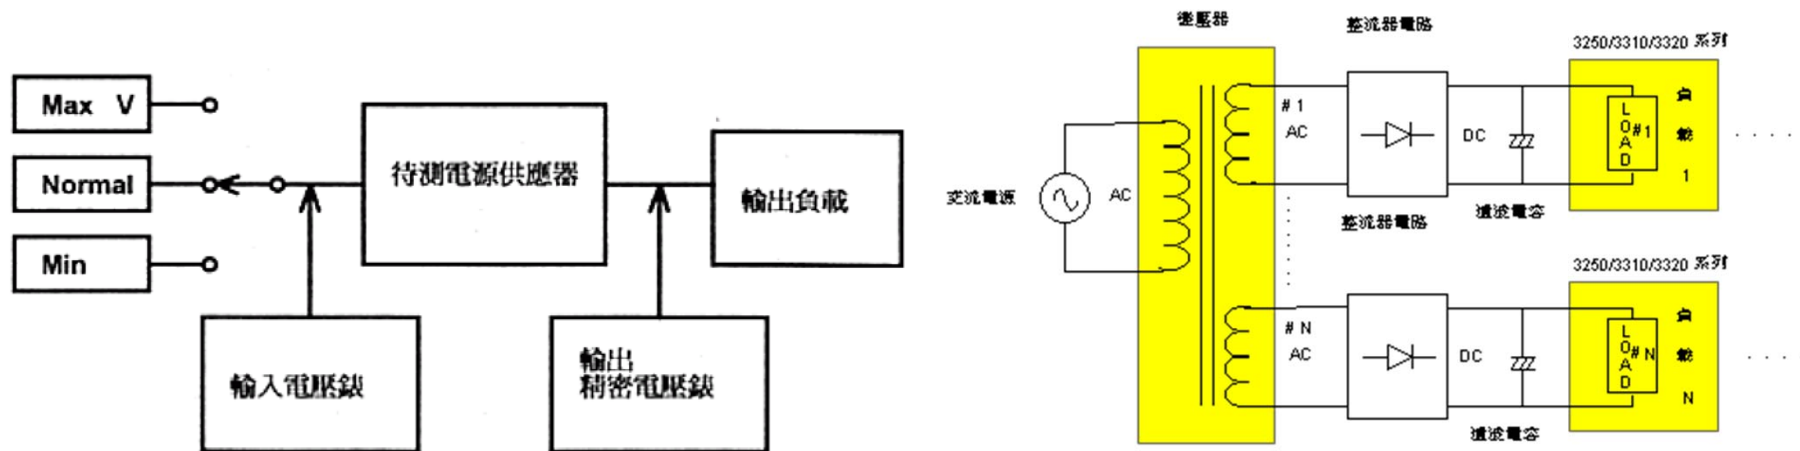 Max V
Normal
Min
待測電源供應器
輸出負載
輸入電壓錶
輸出
精密電壓錶
變壓器
整流器電路
3250/3310/3320 系列
交流電源
AC
#1
AC
DC
LOAD
#1
負載
1
整流器電路
濾波電容
3250/3310/3320 系列
#N
AC
DC
LOAD
#N
負載
N
濾波電容